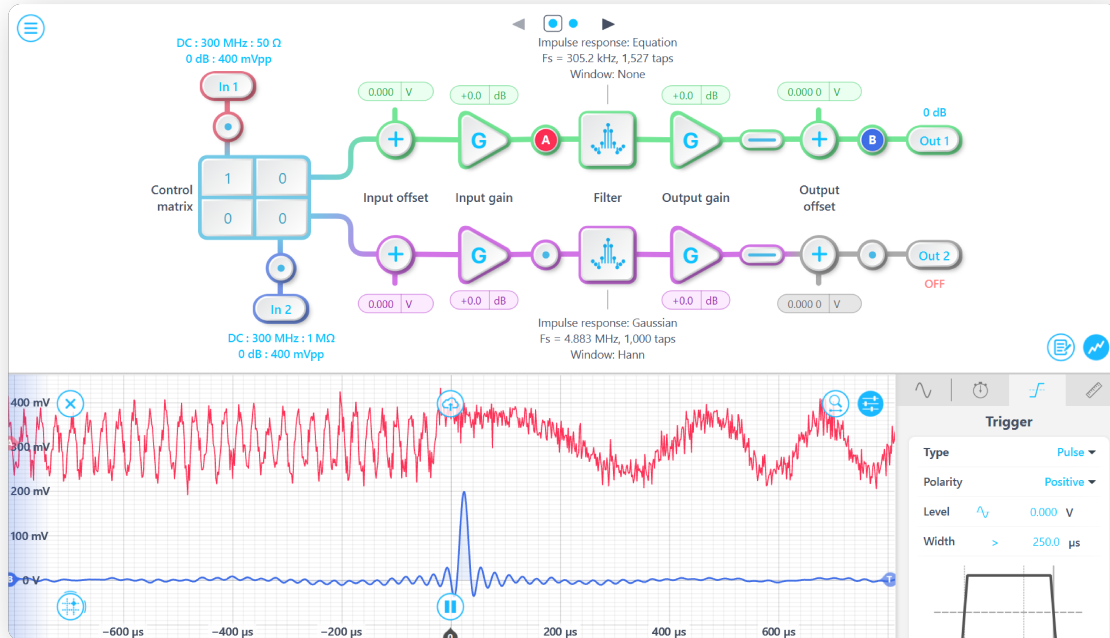 DC : 300 MHz : 50 Ω
0 dB : 400 mVpp
In 1
Impulse response: Equation
Fs = 305.2 kHz, 1,527 taps
Window: None
0.000 V
+0.0 dB
+0.0 dB
0.000 0 V
0 dB
G
A
G
B
Out 1
Control
matrix
1 0
0 0
Input offset
Input gain
Filter
Output gain
Output
offset
G
G
Out 2
OFF
0.000 V
+0.0 dB
+0.0 dB
0.000 0 V
In 2
DC : 300 MHz : 1 MΩ
0 dB : 400 mVpp
Impulse response: Gaussian
Fs = 4.883 MHz, 1,000 taps
Window: Hann
400 mV
300 mV
200 mV
100 mV
0 V
−600 µs
−400 µs
−200 µs
0
200 µs
400 µs
600 µs
Trigger
Type Pulse
Polarity Positive
Level 0.000 V
Width > 250.0 µs